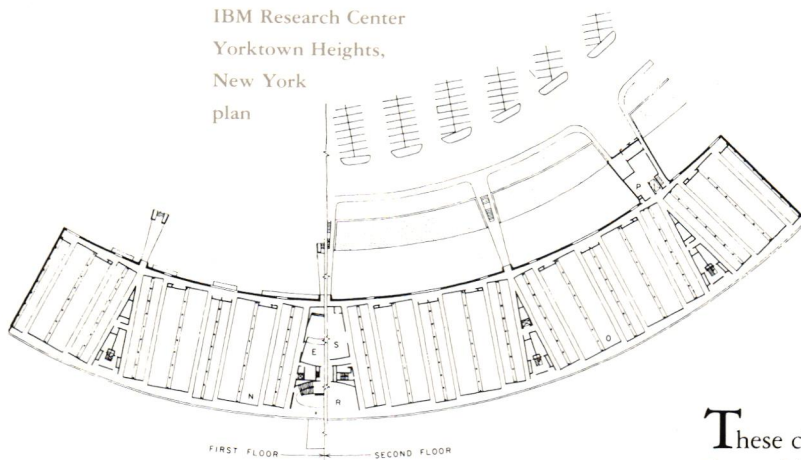 IBM Research Center
Yorktown Heights,
New York
plan
P
S
E
O
N
R
FIRST FLOOR
SECOND FLOOR
These c